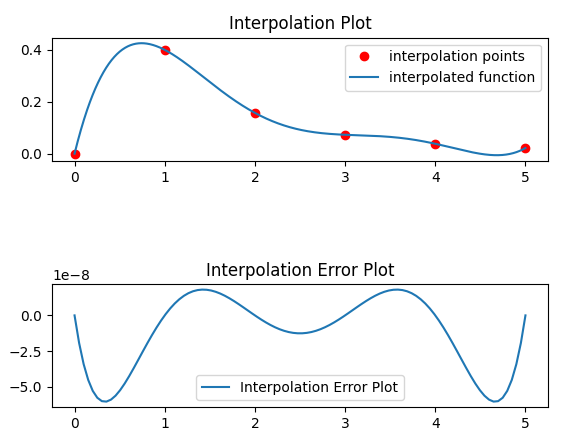 Interpolation Plot
0.4
0.2
0.0
interpolation points
interpolated function
0 1 2 3 4 5
Interpolation Error Plot
1e−8
0.0
−2.5
−5.0
Interpolation Error Plot
0 1 2 3 4 5